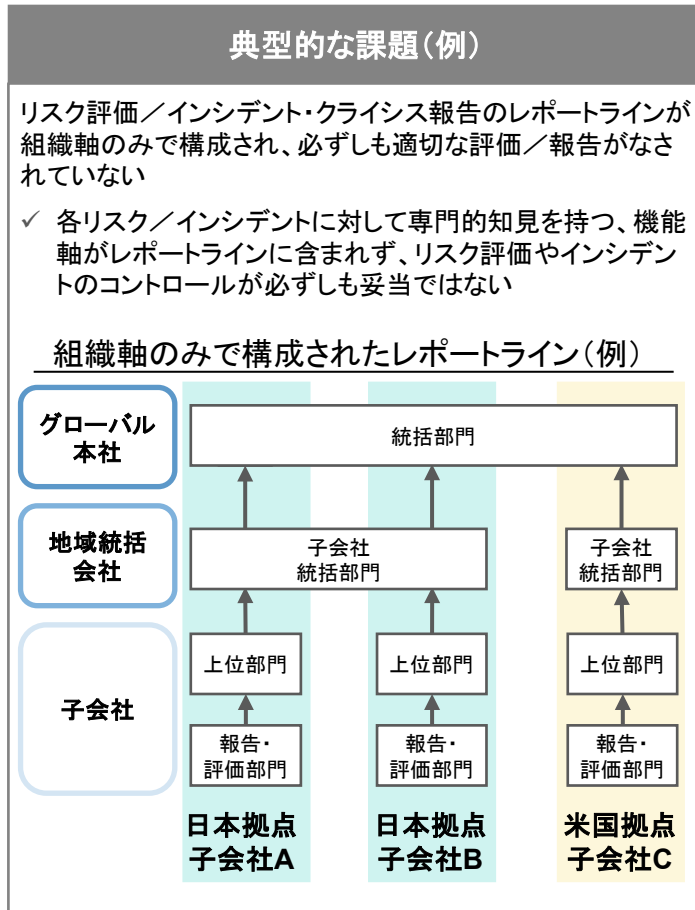 典型的な課題(例)
リスク評価／インシデント・クライシス報告のレポートラインが
組織軸のみで構成され、必ずしも適切な評価／報告がなさ
れていない
✓ 各リスク／インシデントに対して専門的知見を持つ、機能
軸がレポートラインに含まれず、リスク評価やインシデン
トのコントロールが必ずしも妥当ではない
組織軸のみで構成されたレポートライン(例)
グローバル
本社
統括部門
地域統括
会社
子会社
統括部門
子会社
統括部門
子会社
上位部門
上位部門
上位部門
報告・
評価部門
報告・
評価部門
報告・
評価部門
日本拠点
子会社A
日本拠点
子会社B
米国拠点
子会社C